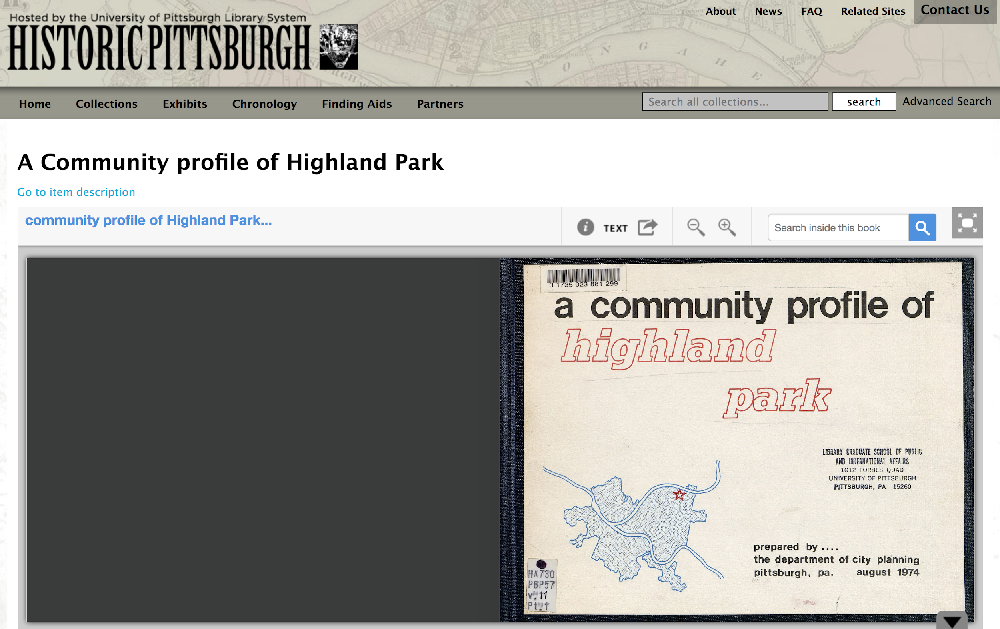 Hosted by the University of Pittsburgh Library System
HISTORIC PITTSBURGH
About News FAQ Related Sites Contact Us
Home Collections Exhibits Chronology Finding Aids Partners
Search all collections... search Advanced Search
A Community profile of Highland Park
Go to item description
community profile of Highland Park...
TEXT
Search inside this book
3 1735 023 881 299
a community profile of
highland
park
LIBRARY GRADUATE SCHOOL OF PUBLIC
AND INTERNATIONAL AFFAIRS
1G12 FORBES QUAD
UNIVERSITY OF PITTSBURGH
PITTSBURGH, PA 15260
prepared by ....
the department of city planning
pittsburgh, pa. august 1974
HA730
P6P57
v.11
Pt.1